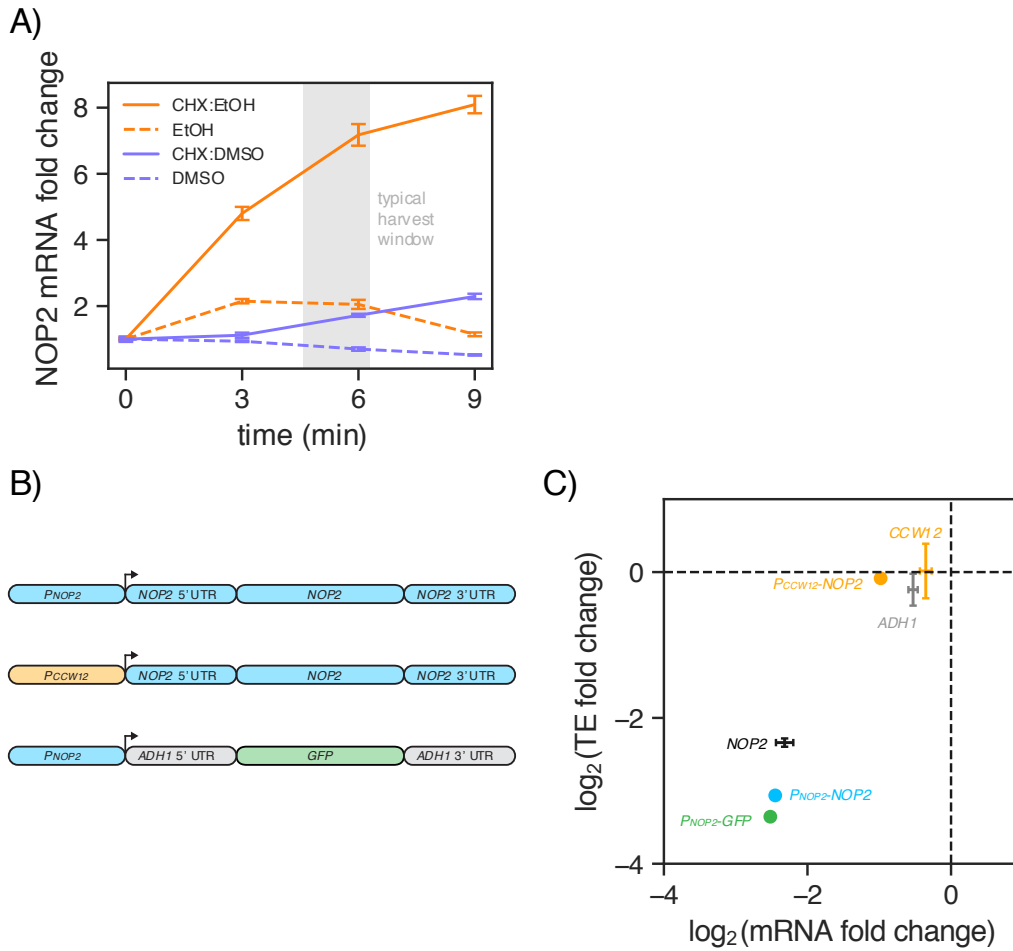 A)
NOP2 mRNA fold change
8
6
4
2
CHX:EtOH
EtOH
CHX:DMSO
DMSO
typical
harvest
window
0 3 6 9
time (min)
B)
PNOP2 NOP2 5' UTR NOP2 NOP2 3' UTR
PCCW12 NOP2 5' UTR NOP2 NOP2 3' UTR
PNOP2 ADH1 5' UTR GFP ADH1 3' UTR
C)
log2(TE fold change)
0
−2
−4
CCW12
PCCW12-NOP2
ADH1
NOP2
PNOP2-NOP2
PNOP2-GFP
−4 −2 0
log2(mRNA fold change)